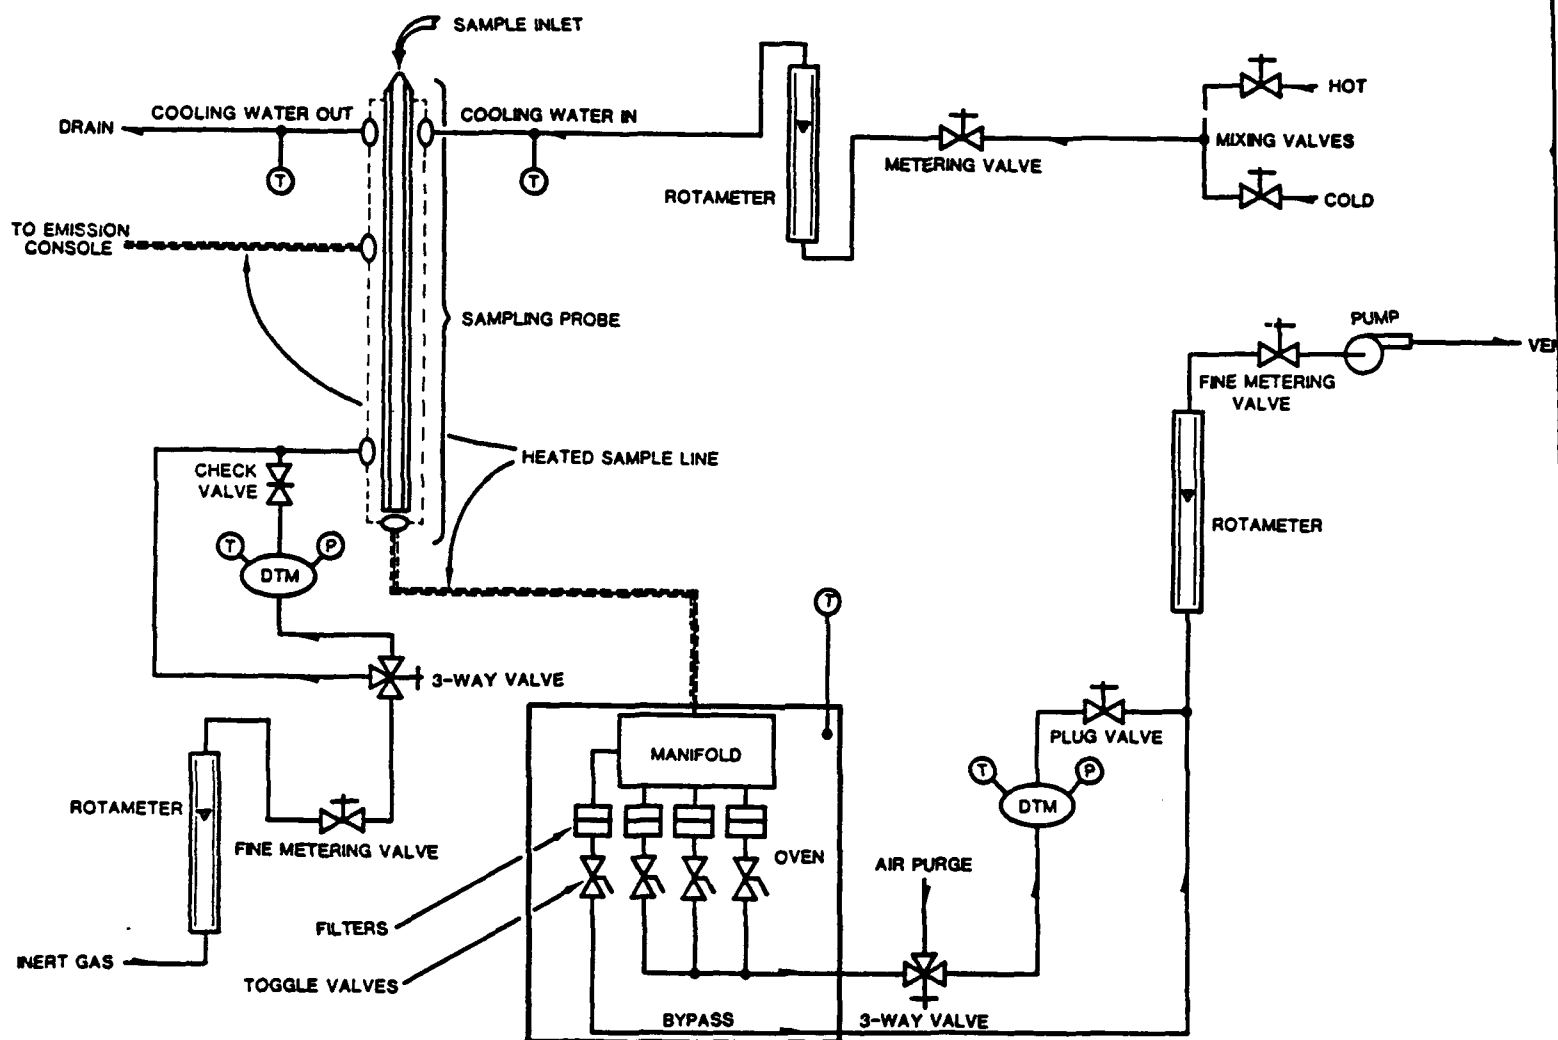 SAMPLE INLET
COOLING WATER OUT
COOLING WATER IN
DRAIN
T
T
HOT
MIXING VALVES
METERING VALVE
ROTAMETER
COLD
TO EMISSION
CONSOLE
SAMPLING PROBE
PUMP
FINE METERING
VALVE
HEATED SAMPLE LINE
CHECK
VALVE
ROTAMETER
T
P
DTM
T
3-WAY VALVE
PLUG VALVE
MANIFOLD
T
P
DTM
ROTAMETER
FINE METERING VALVE
OVEN
AIR PURGE
FILTERS
INERT GAS
TOGGLE VALVES
BYPASS
3-WAY VALVE